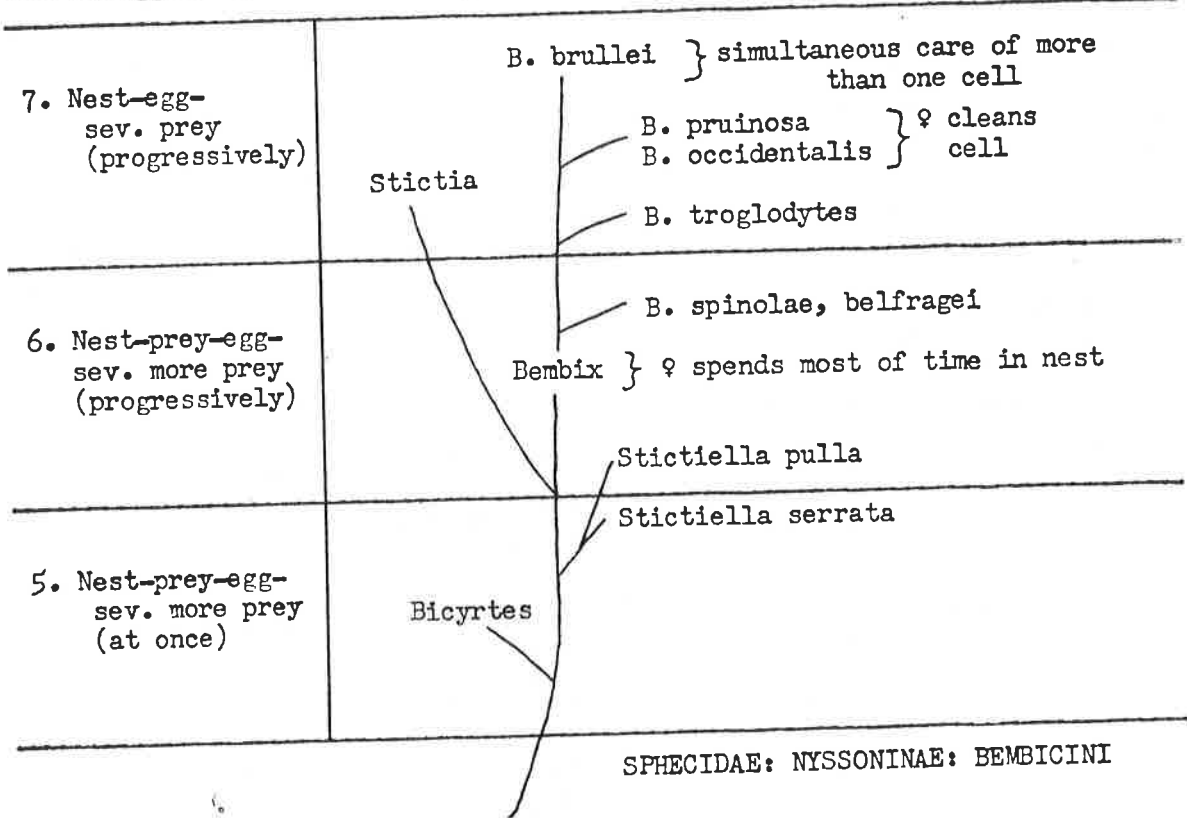 B. brullei } simultaneous care of more
than one cell
7. Nest-egg-
sev. prey
(progressively)
B. pruinosa
B. occidentalis } ♀ cleans
cell
Stictia
B. troglodytes
6. Nest-prey-egg-
sev. more prey
(progressively)
B. spinolae, belfragei
Bembix } ♀ spends most of time in nest
Stictiella pulla
Stictiella serrata
5. Nest-prey-egg-
sev. more prey
(at once)
Bicyrtes
SPHECIDAE: NYSSONINAE: BEMBICINI